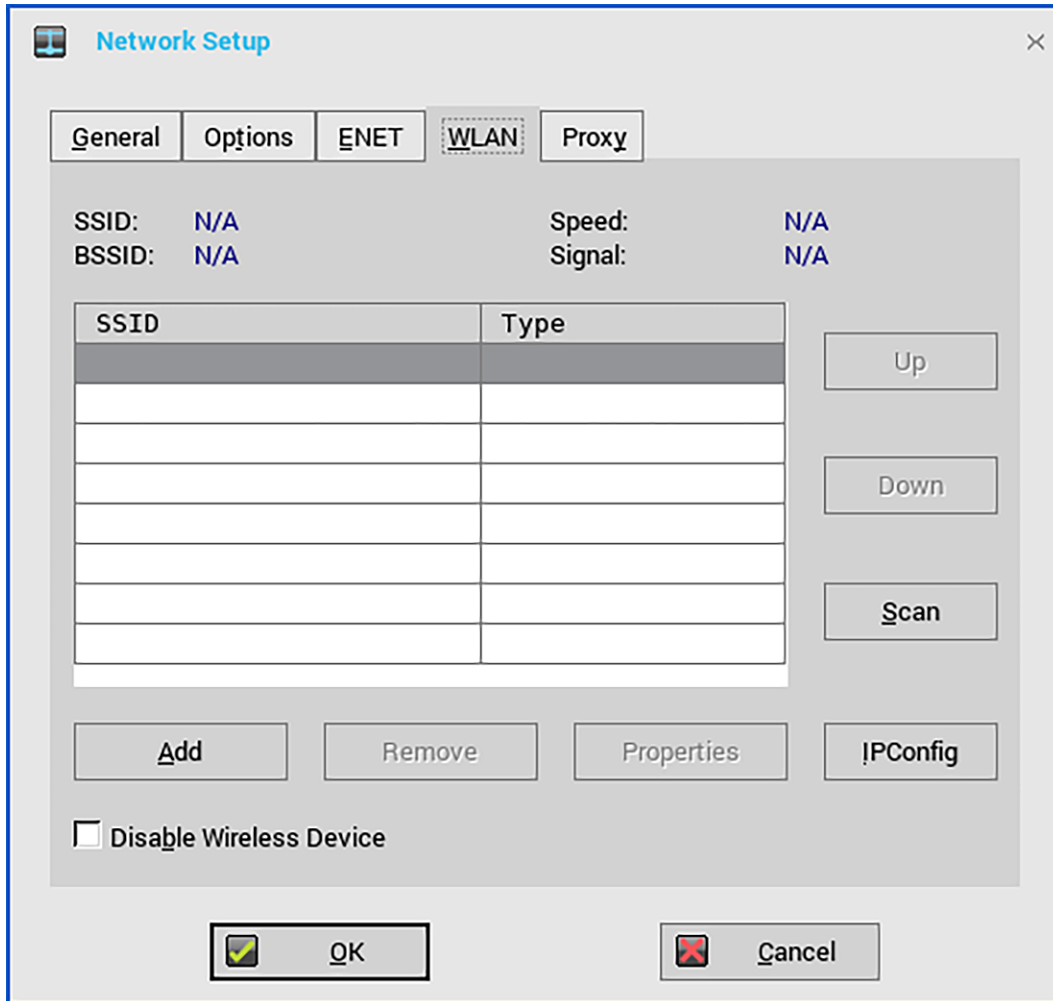 Network Setup
General Options ENET WLAN Proxy
SSID: N/A Speed: N/A
BSSID: N/A Signal: N/A
SSID Type
Up
Down
Scan
Add Remove Properties IPConfig
Disable Wireless Device
OK Cancel